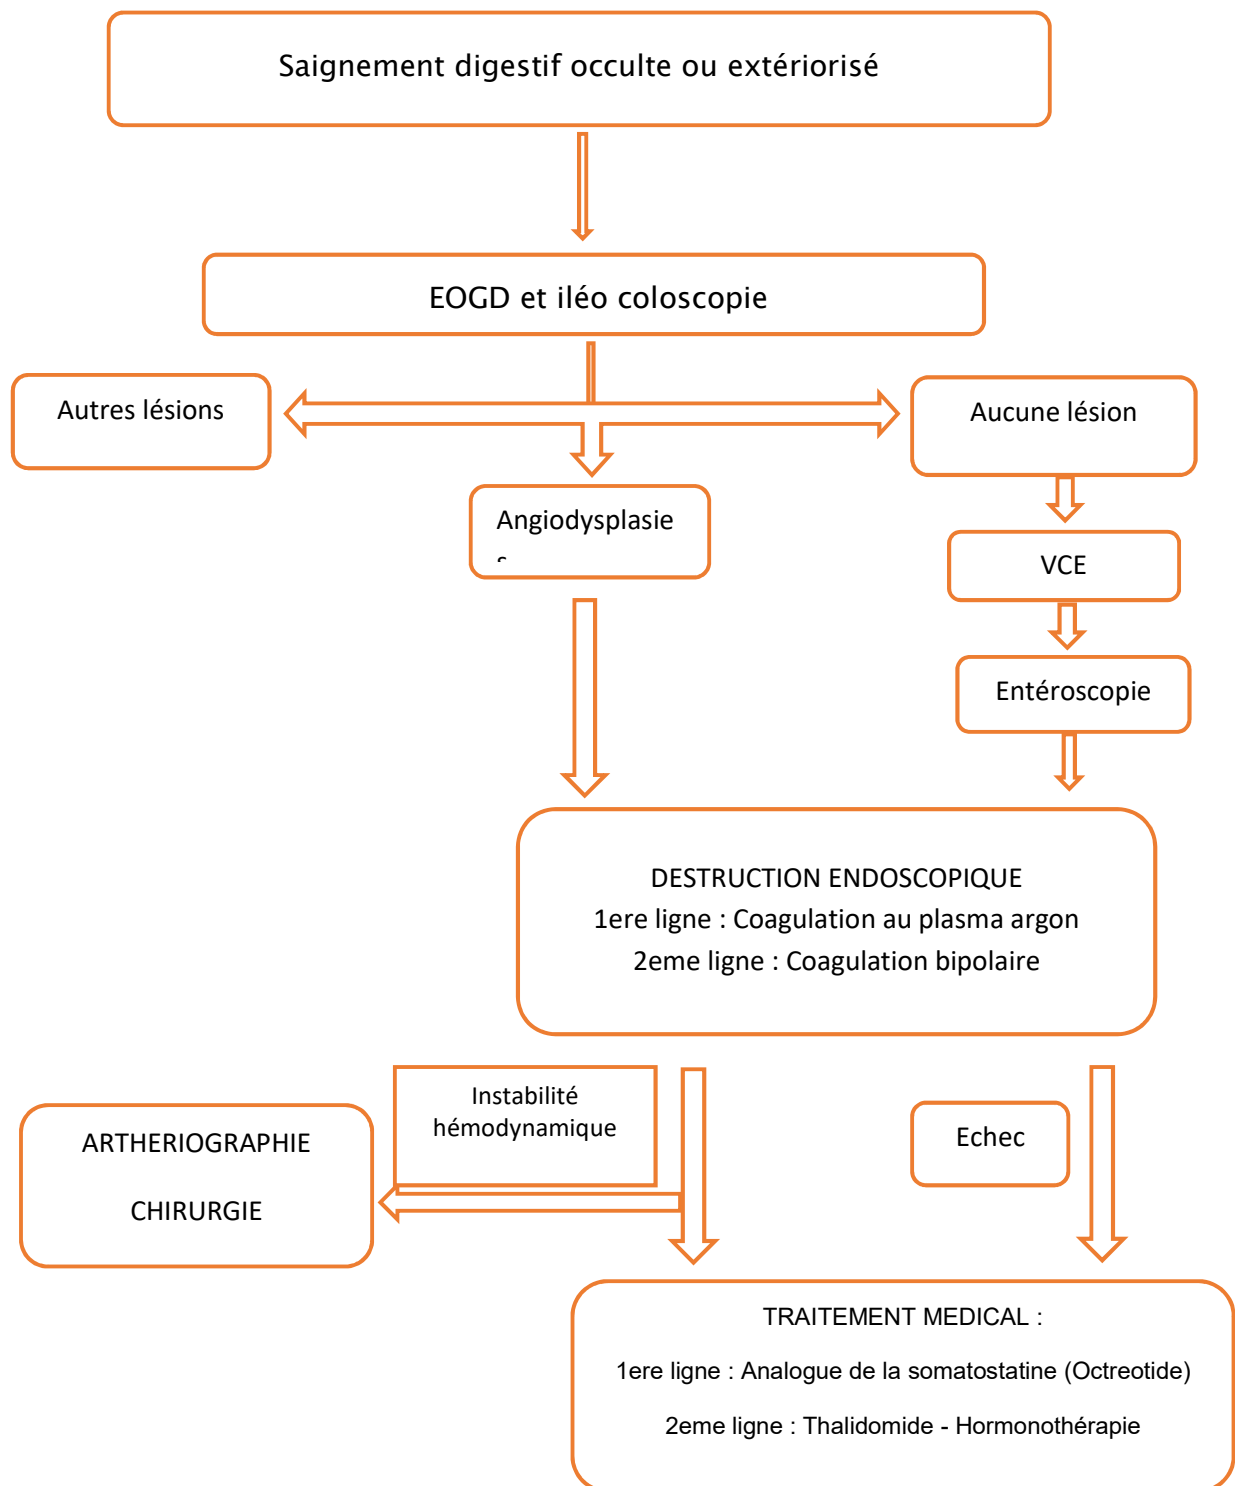 Saignement digestif occulte ou extériorisé
EOGD et iléo coloscopie
Autres lésions
Aucune lésion
Angiodysplasie
s
VCE
Entéroscopie
DESTRUCTION ENDOSCOPIQUE
1ere ligne : Coagulation au plasma argon
2eme ligne : Coagulation bipolaire
Instabilité
hémodynamique
Echec
ARTHERIOGRAPHIE
CHIRURGIE
TRAITEMENT MEDICAL :
1ere ligne : Analogue de la somatostatine (Octreotide)
2eme ligne : Thalidomide - Hormonothérapie